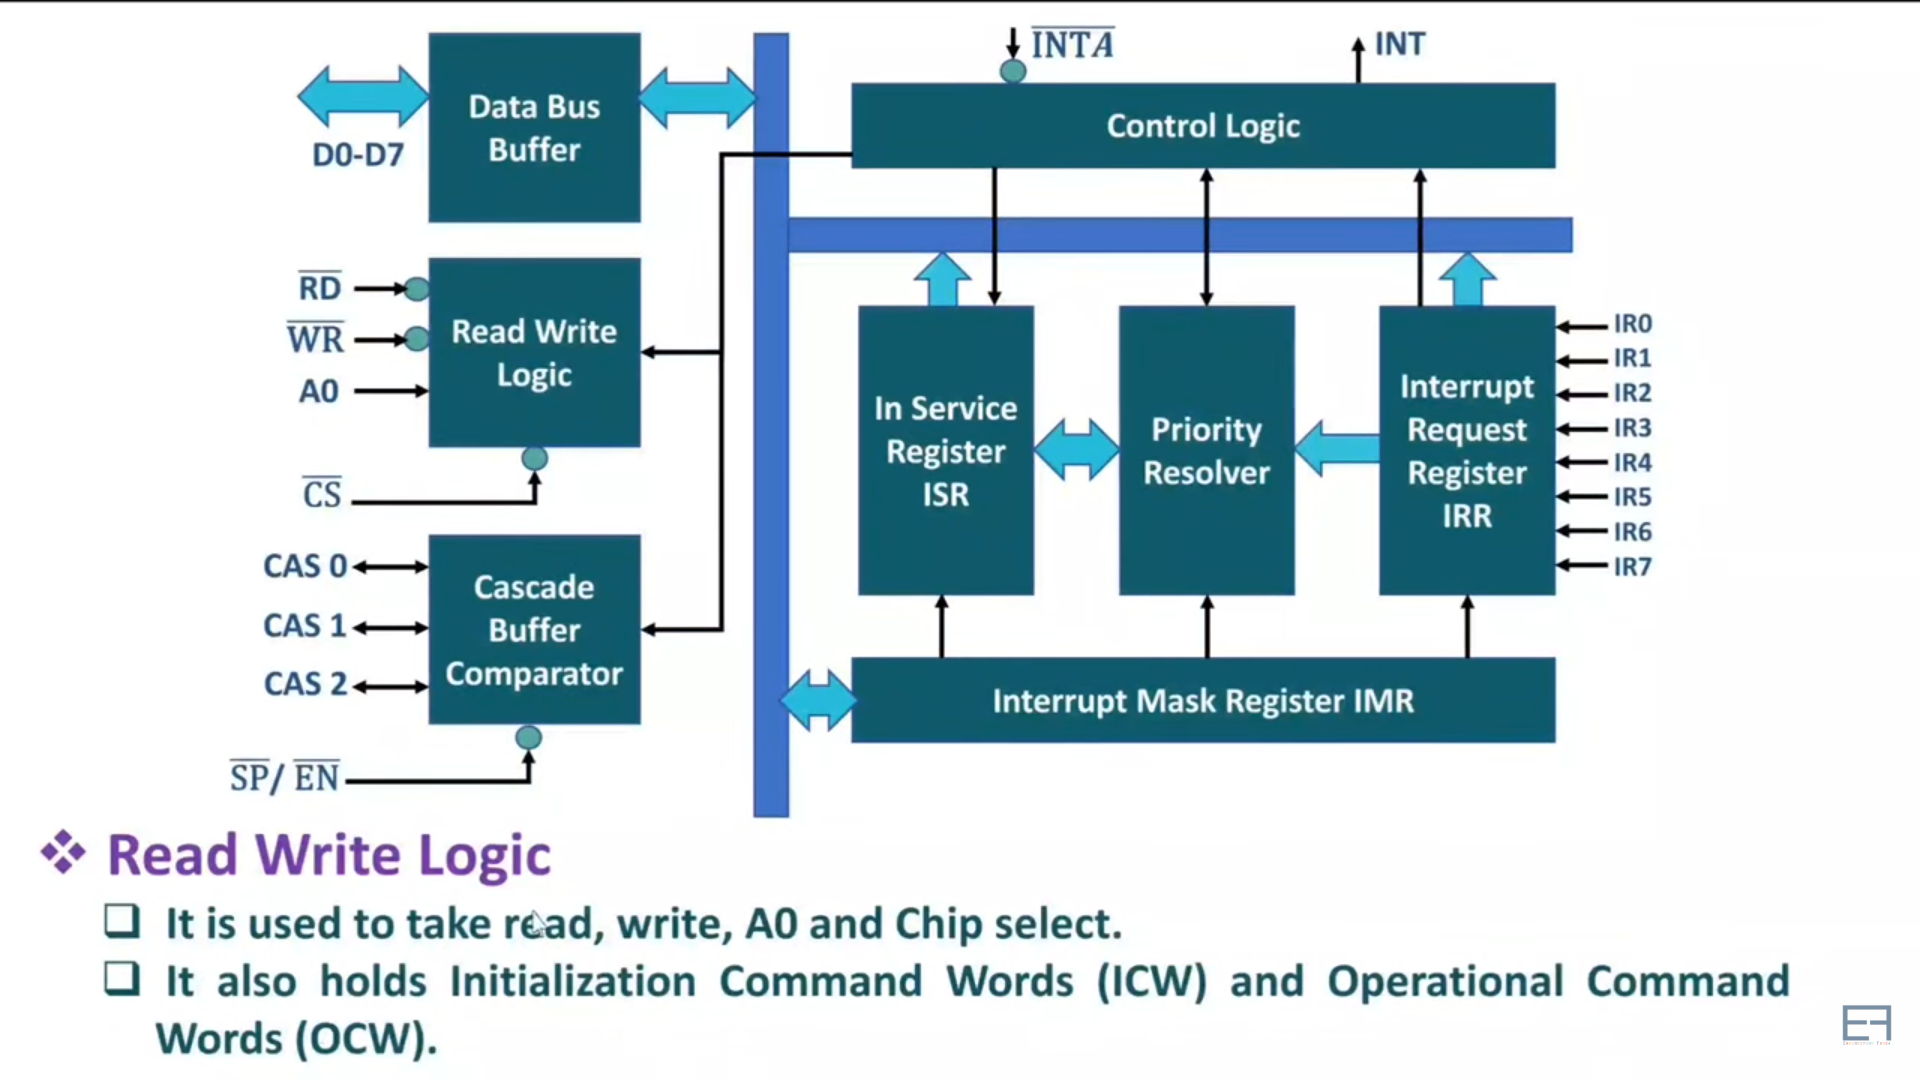 INTA
INT
Data Bus
Buffer
Control Logic
D0-D7
RD
WR
A0
Read Write
Logic
CS
In Service
Register
ISR
Priority
Resolver
Interrupt
Request
Register
IRR
IR0
IR1
IR2
IR3
IR4
IR5
IR6
IR7
CAS 0
CAS 1
CAS 2
Cascade
Buffer
Comparator
Interrupt Mask Register IMR
SP/ EN
Read Write Logic
It is used to take read, write, A0 and Chip select.
It also holds Initialization Command Words (ICW) and Operational Command
Words (OCW).